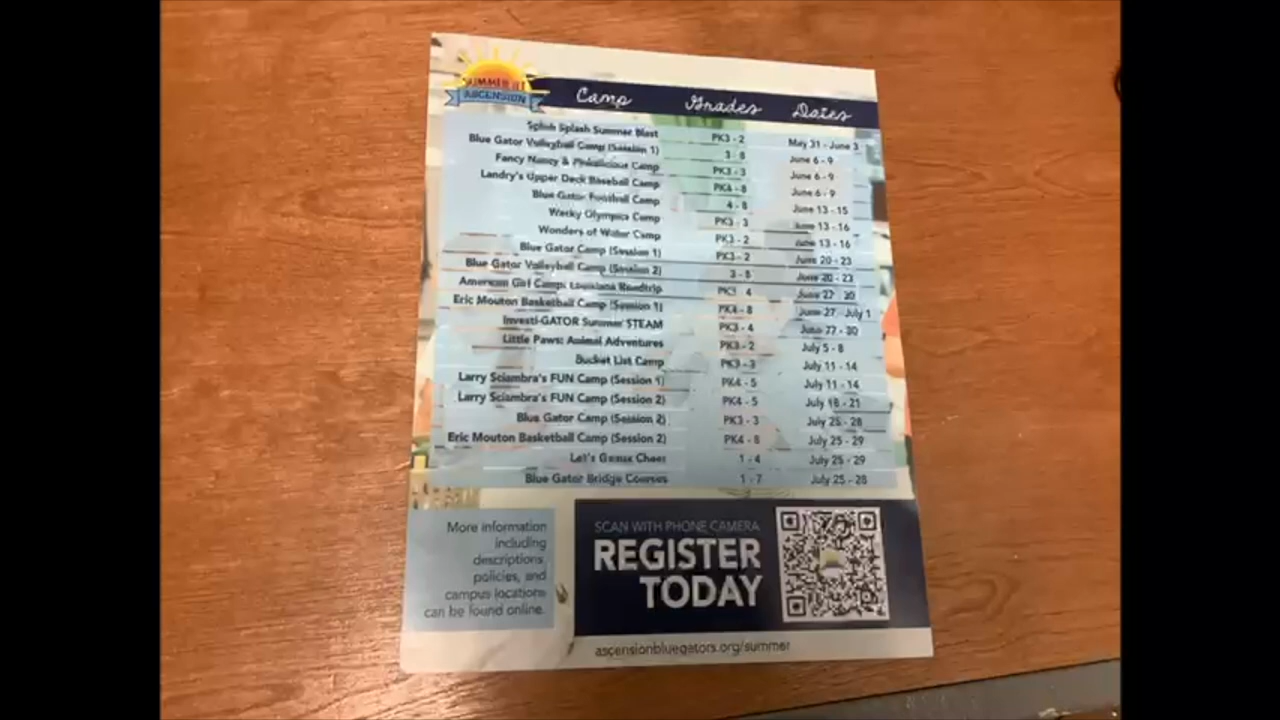 SUMMER AT
ASCENSION
Camp Grades Dates
Splish Splash Summer Blast PK3 - 2 May 31 - June 3
Blue Gator Volleyball Camp (Session 1) 3 - 8 June 6 - 9
Fancy Nancy & Pinkalicious Camp PK3 - 3 June 6 - 9
Landry's Upper Deck Baseball Camp PK4 - 8 June 6 - 9
Blue Gator Football Camp 4 - 8 June 13 - 15
Wacky Olympics Camp PK3 - 3 June 13 - 16
Wonders of Water Camp PK3 - 2 June 13 - 16
Blue Gator Camp (Session 1) PK3 - 2 June 20 - 23
Blue Gator Volleyball Camp (Session 2) 3 - 8 June 20 - 23
American Girl Camp: Louisiana Roadtrip PK3 4 June 27 30
Eric Mouton Basketball Camp (Session 1) PK4 - 8 June 27 - July 1
Investi-GATOR Summer STEAM PK3 - 4 June 27 - 30
Little Paws: Animal Adventures PK3 - 2 July 5 - 8
Bucket List Camp PK3 - 3 July 11 - 14
Larry Sciambra's FUN Camp (Session 1) PK4 - 5 July 11 - 14
Larry Sciambra's FUN Camp (Session 2) PK4 - 5 July 18 - 21
Blue Gator Camp (Session 2) PK3 - 3 July 25 - 28
Eric Mouton Basketball Camp (Session 2) PK4 - 8 July 25 - 29
Let's Cheer 1 - 4 July 25 - 29
Blue Gator Bridge Courses 1 - 7 July 25 - 28
More information
including
descriptions,
policies, and
campus locations
can be found online.
SCAN WITH PHONE CAMERA
REGISTER
TODAY
ascensionbluegators.org/summer